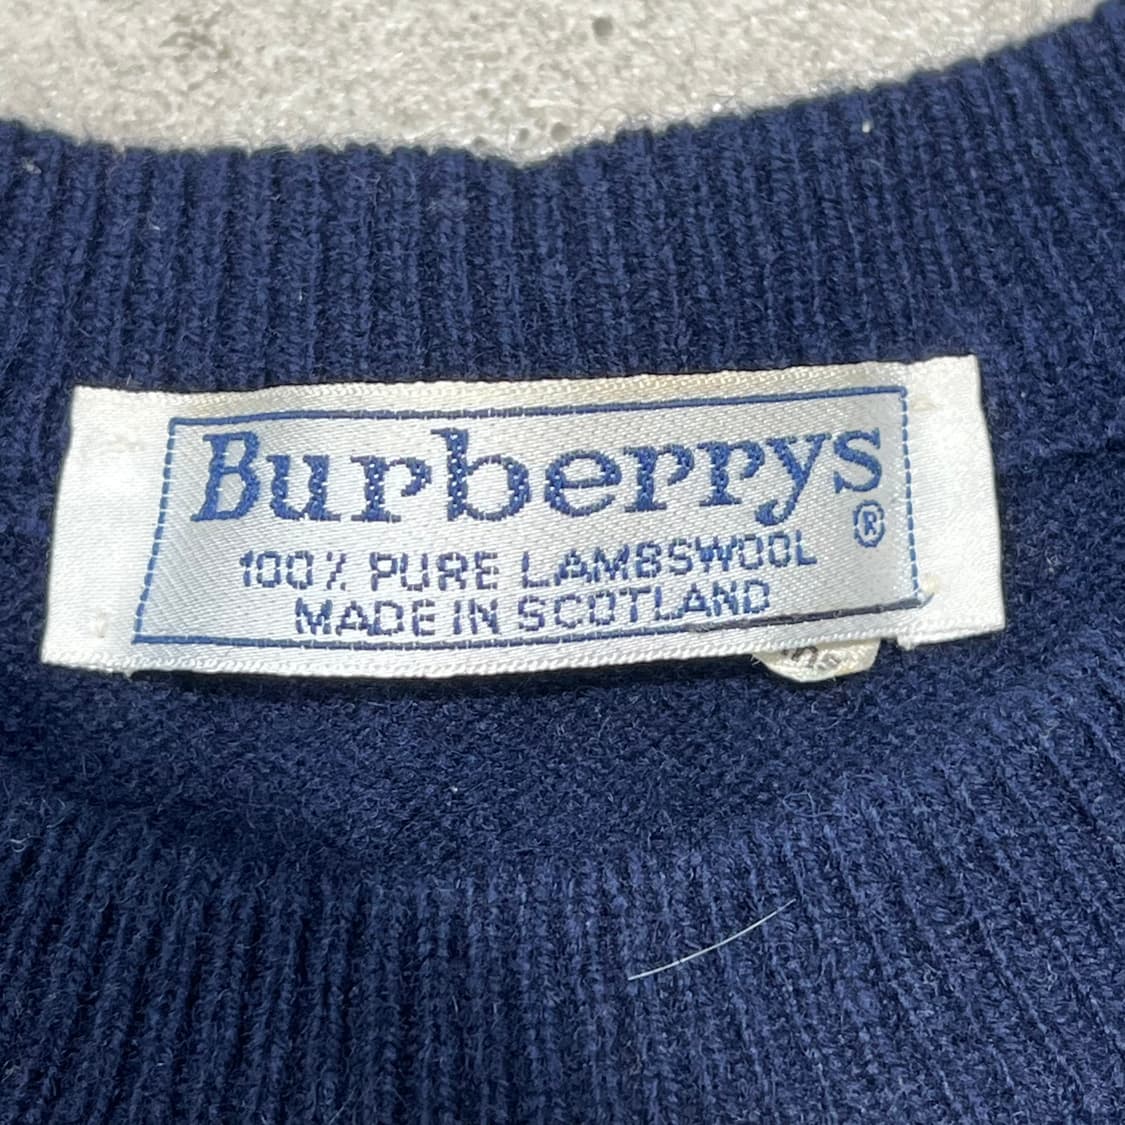 Burberrys
®
100% PURE LAMBSWOOL
MADE IN SCOTLAND